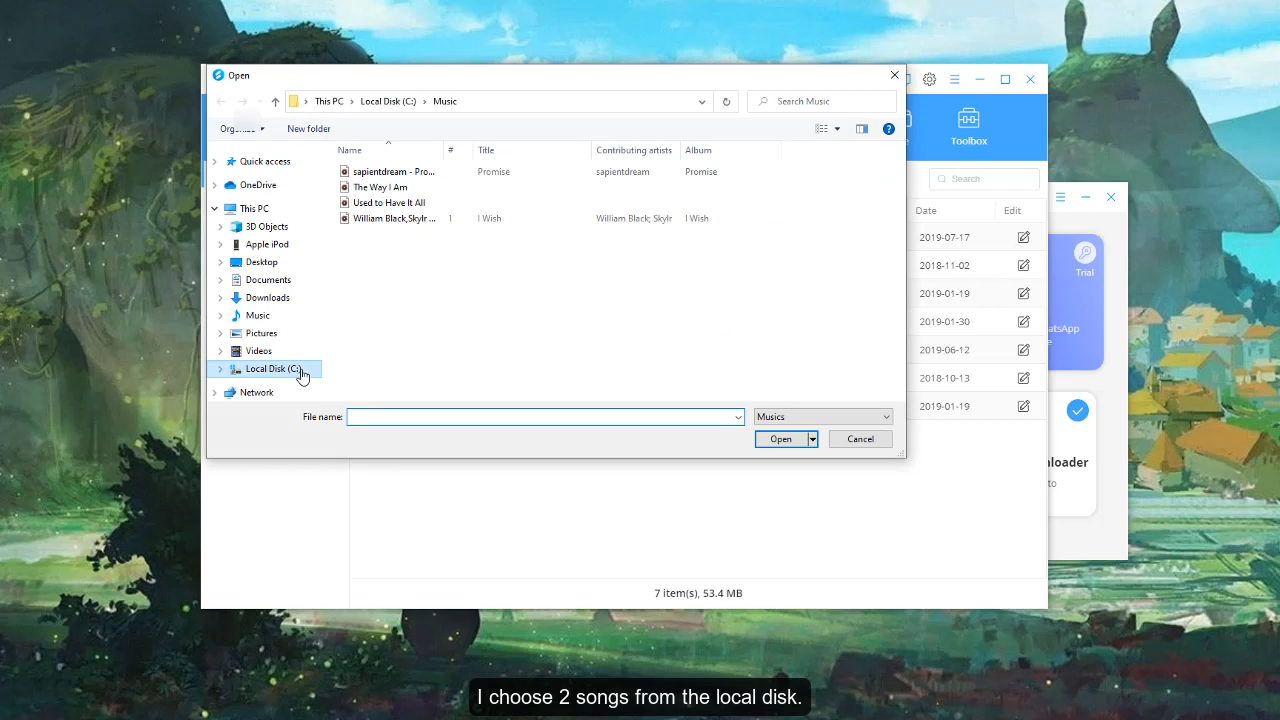 Open
This PC > Local Disk (C:) > Music
Search Music
New folder
Name
#
Title
Contributing artists
Album
sapientdream - Pro...
Promise
sapientdream
Promise
The Way I Am
Used to Have It All
William Black,Skylr ...
1
I Wish
William Black; Skylr
I Wish
Quick access
OneDrive
This PC
3D Objects
Apple iPod
Desktop
Documents
Downloads
Music
Pictures
Videos
Local Disk (C:)
Network
File name:
Musics
Open
Cancel
Toolbox
Search
Date
Edit
2019-07-17
2018-11-02
2019-01-19
2019-01-30
2019-06-12
2018-10-13
2019-01-19
Trial
7 item(s), 53.4 MB
I choose 2 songs from the local disk.